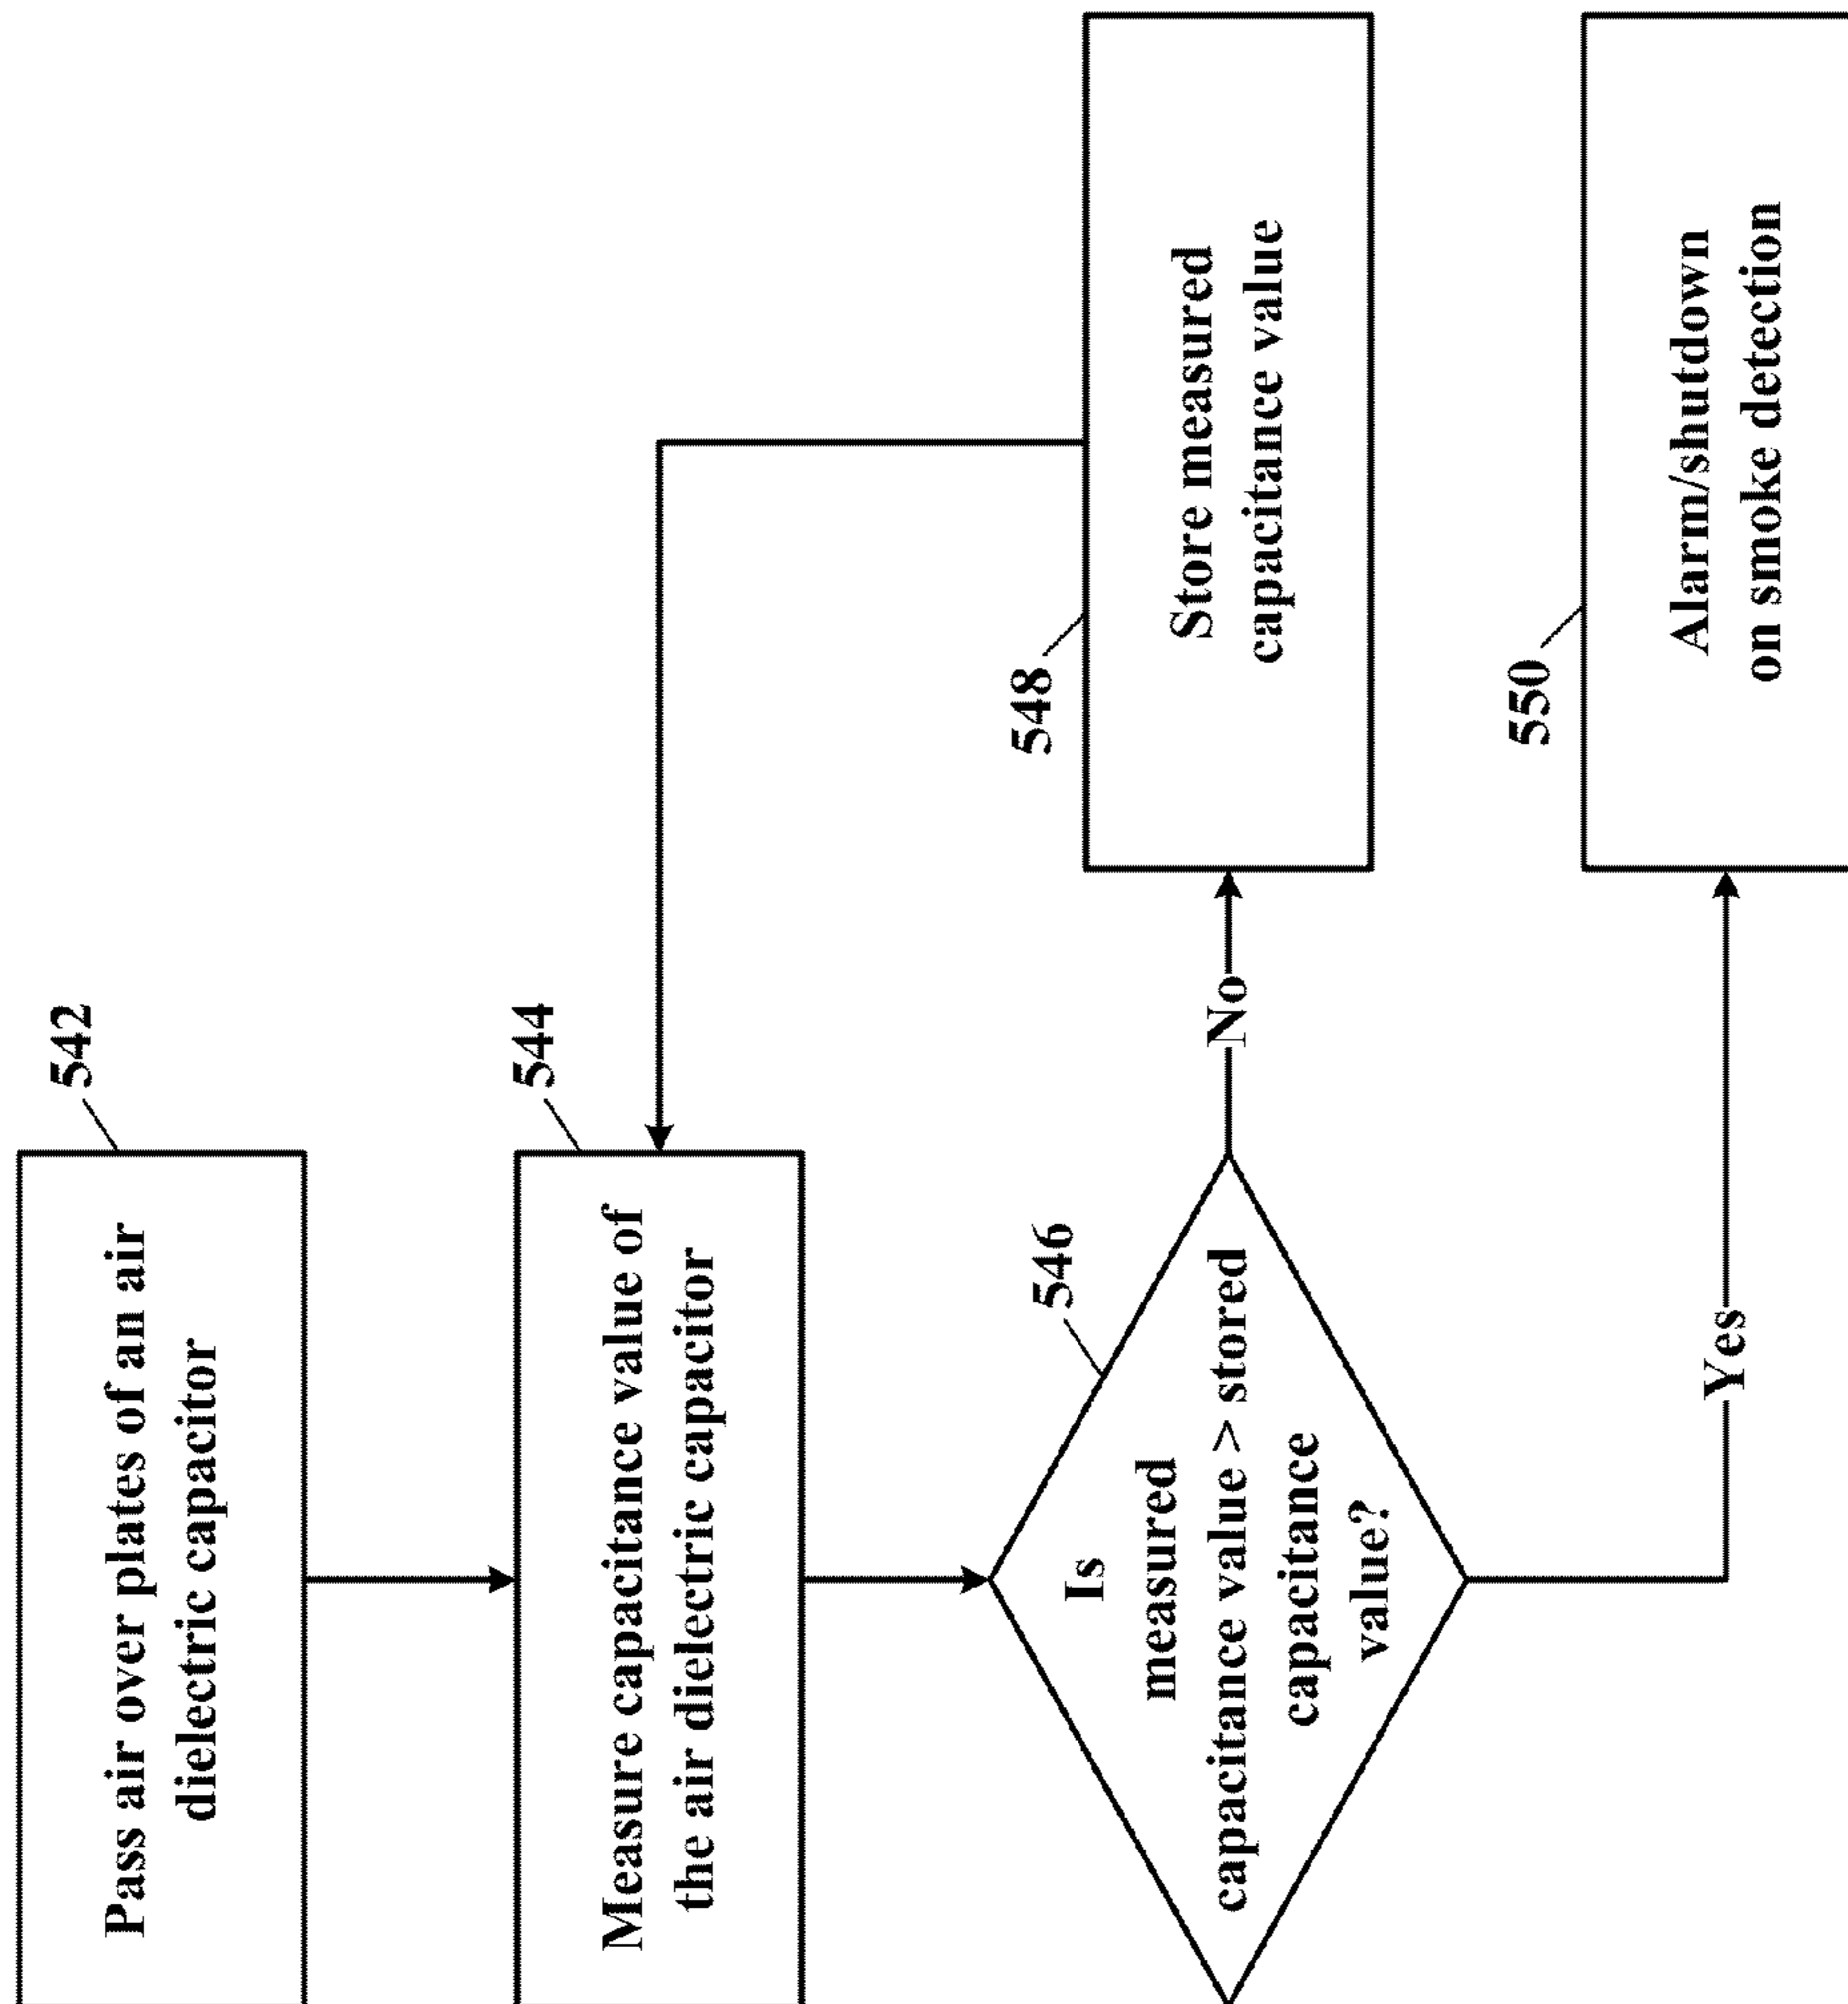 542
Pass air over plates of an air
dielectric capacitor
544
Measure capacitance value of
the air dielectric capacitor
546
Is
measured
capacitance value > stored
capacitance
value?
No
548
Store measured
capacitance value
Yes
550
Alarm/shutdown
on smoke detection